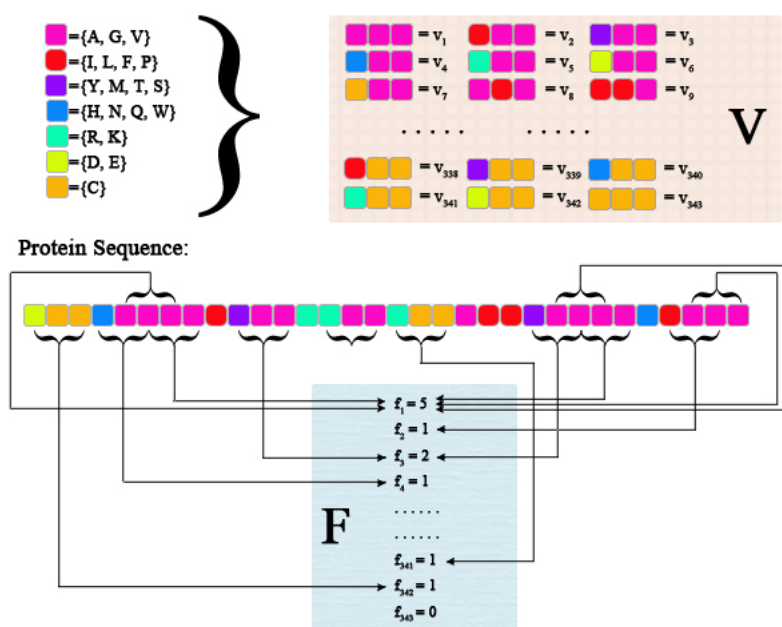 ={A, G, V}
={I, L, F, P}
={Y, M, T, S}
={H, N, Q, W}
={R, K}
={D, E}
={C}
= v₁ = v₂ = v₃
= v₄ = v₅ = v₆
= v₇ = v₈ = v₉
. . . . . . . . . .
V
= v₃₃₈ = v₃₃₉ = v₃₄₀
= v₃₄₁ = v₃₄₂ = v₃₄₃
Protein Sequence:
f₁ = 5
f₂ = 1
f₃ = 2
f₄ = 1
. . . . . .
F
. . . . . .
f₃₄₁ = 1
f₃₄₂ = 1
f₃₄₃ = 0